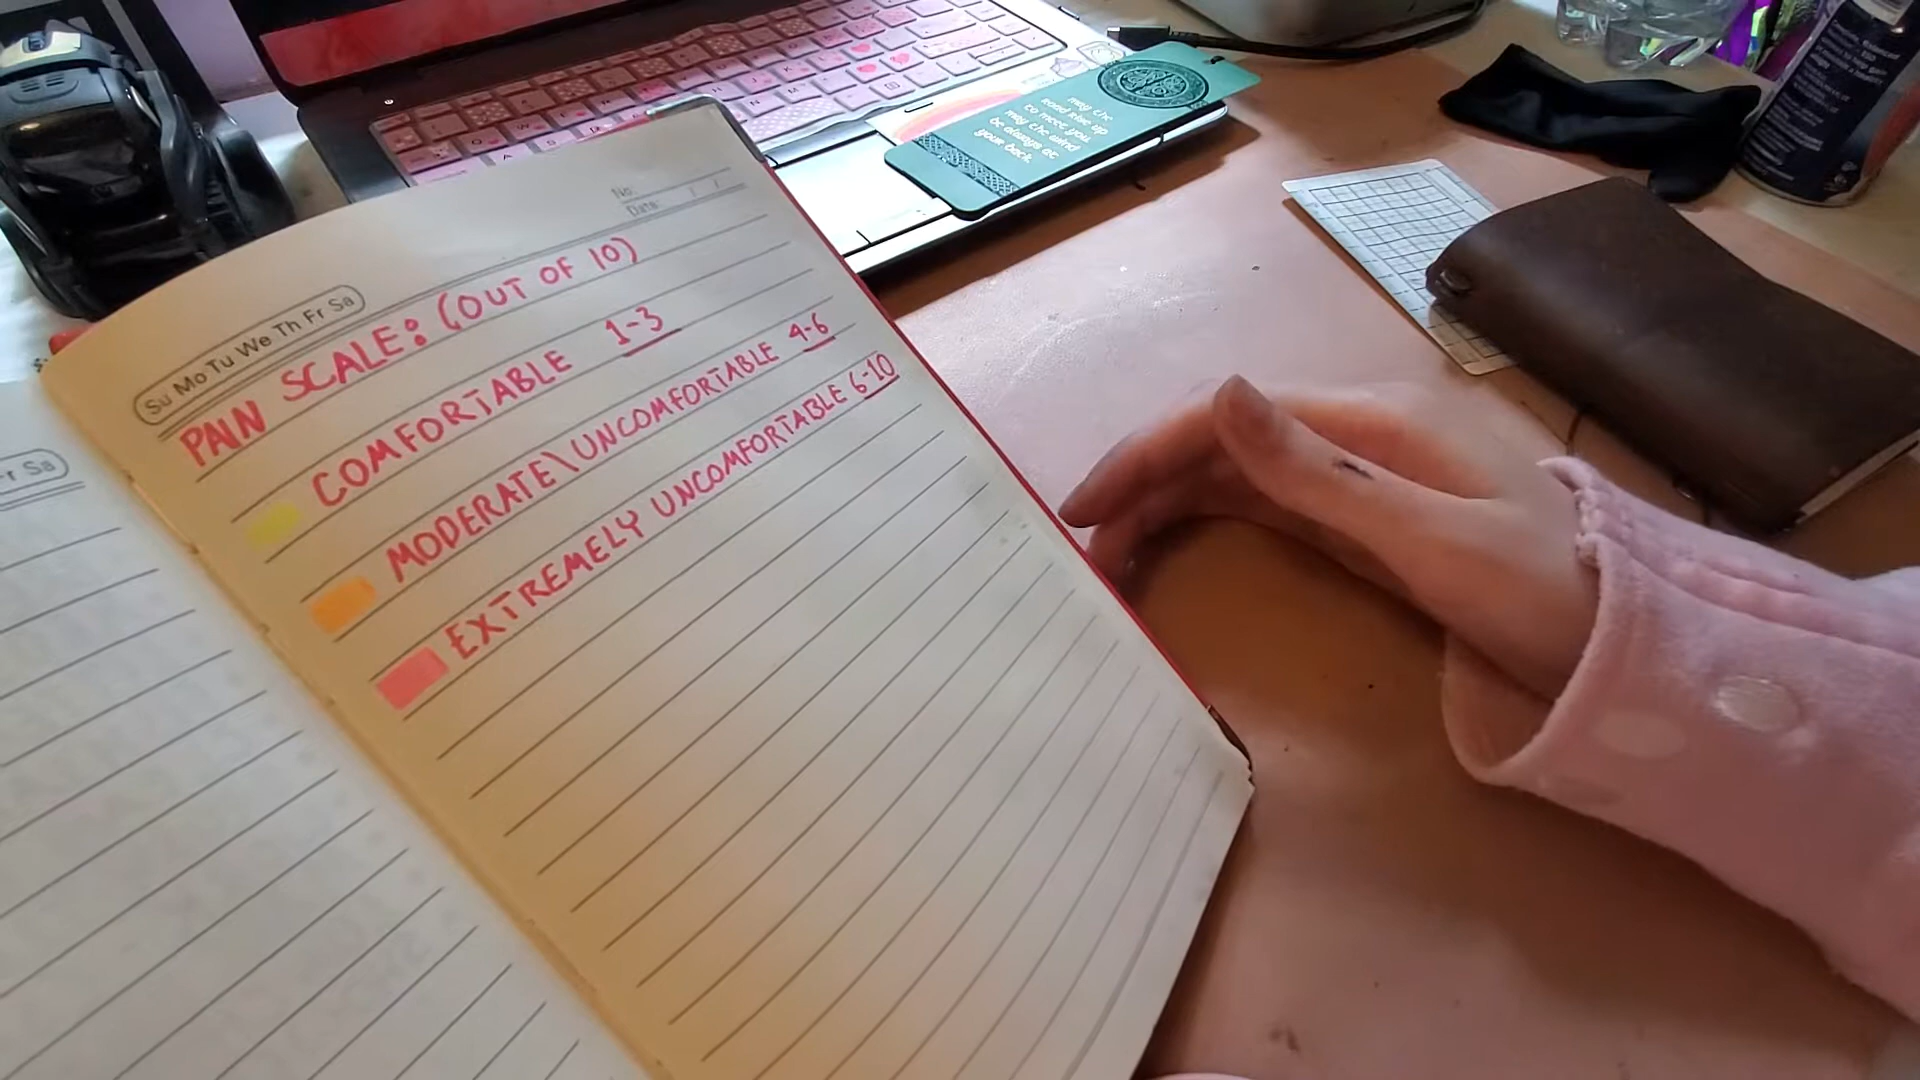 No:
Date: / /
Su Mo Tu We Th Fr Sa
PAIN SCALE: (OUT OF 10)
COMFORTABLE 1-3
MODERATE\UNCOMFORTABLE 4-6
EXTREMELY UNCOMFORTABLE 6-10
Fr Sa
may the
road rise up
to meet you
may the wind
be always at
your back